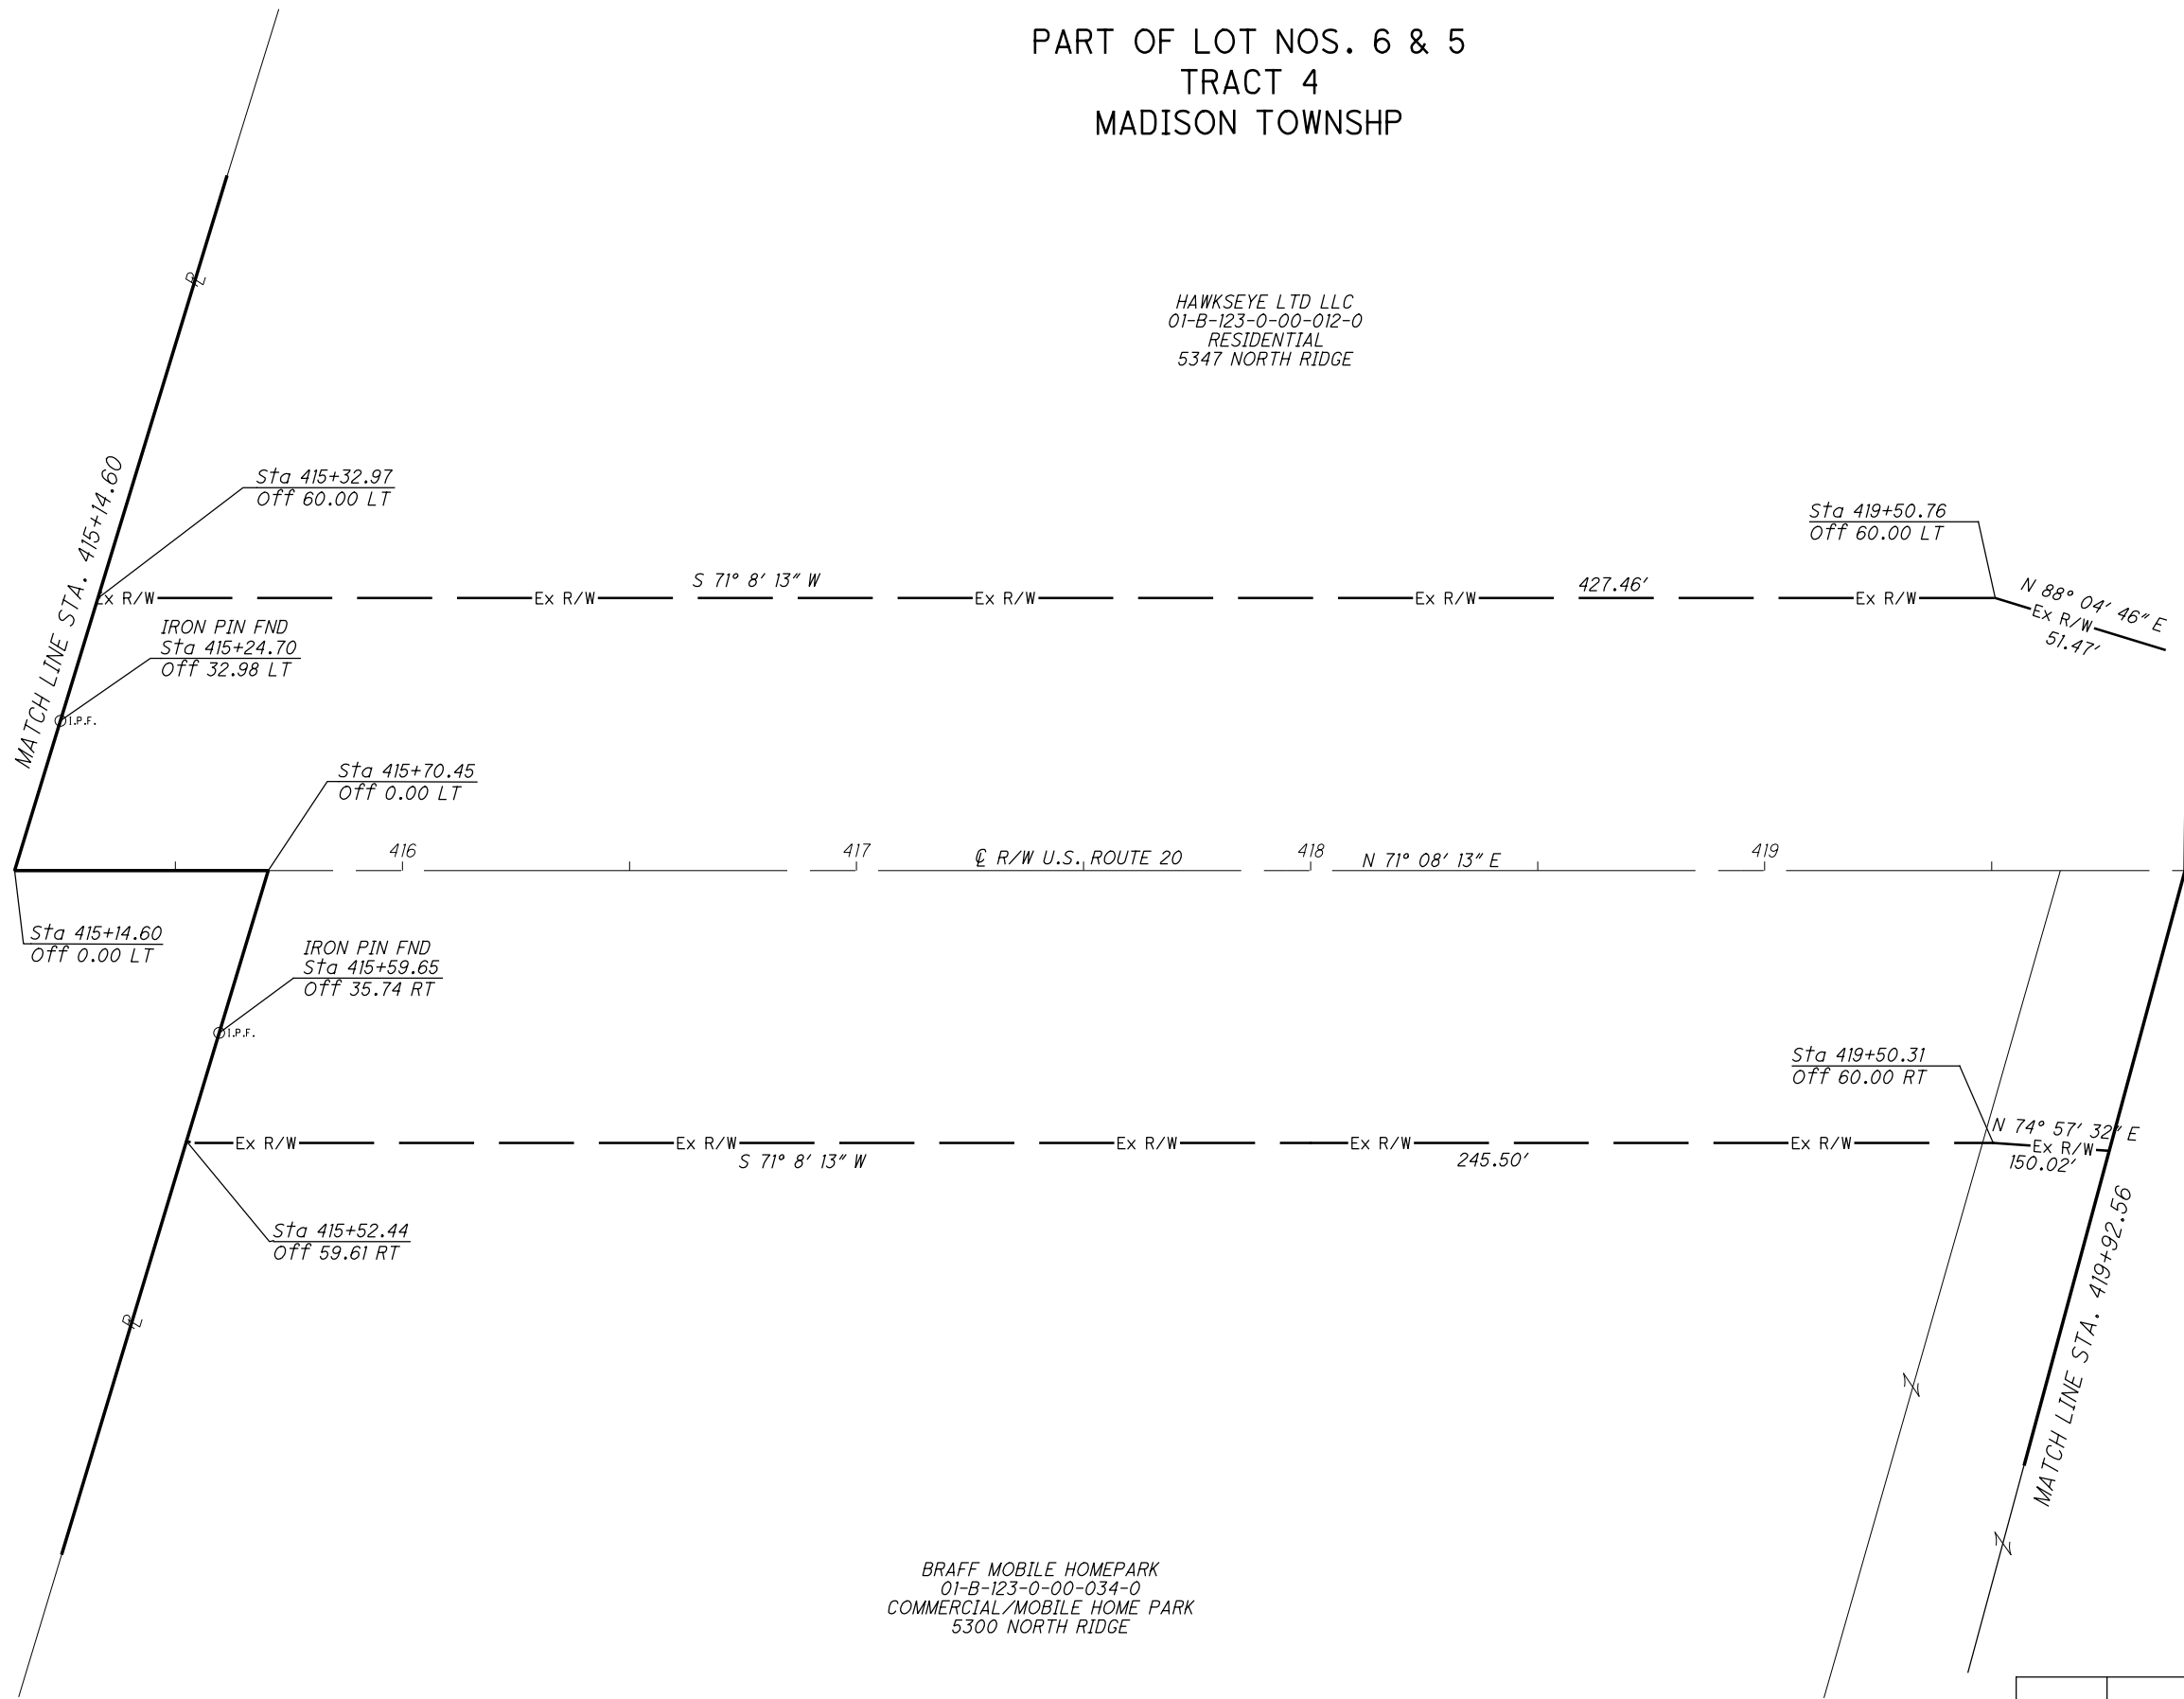 PART OF LOT NOS. 6 & 5
TRACT 4
MADISON TOWNSHP
PL
HAWKSEYE LTD LLC
01-B-123-0-00-012-0
RESIDENTIAL
5347 NORTH RIDGE
MATCH LINE STA. 415+14.60
Sta 415+32.97
Off 60.00 LT
Sta 419+50.76
Off 60.00 LT
S 71° 8' 13" W
427.46'
Ex R/W
Ex R/W
Ex R/W
Ex R/W
Ex R/W
N 88° 04' 46" E
Ex R/W
51.47'
IRON PIN FND
Sta 415+24.70
Off 32.98 LT
I.P.F.
Sta 415+70.45
Off 0.00 LT
416
417
℄ R/W U.S. ROUTE 20
418
N 71° 08' 13" E
419
Sta 415+14.60
Off 0.00 LT
IRON PIN FND
Sta 415+59.65
Off 35.74 RT
I.P.F.
Sta 419+50.31
Off 60.00 RT
N 74° 57' 32" E
Ex R/W
150.02'
Ex R/W
Ex R/W
Ex R/W
Ex R/W
Ex R/W
S 71° 8' 13" W
245.50'
Sta 415+52.44
Off 59.61 RT
MATCH LINE STA. 419+92.56
PL
BRAFF MOBILE HOMEPARK
01-B-123-0-00-034-0
COMMERCIAL/MOBILE HOME PARK
5300 NORTH RIDGE